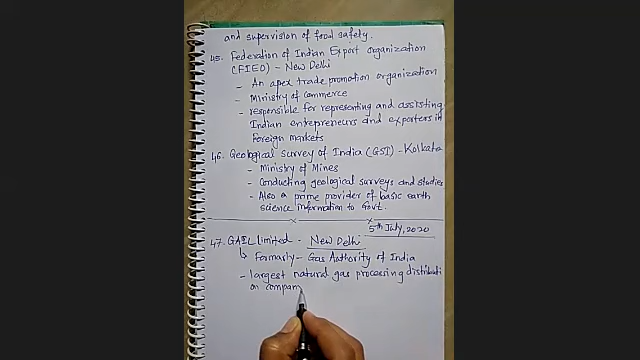 and supervision of food safety.
45. Federation of Indian Export Organization
(FIEO) - New Delhi
- An apex trade promotion organization
- Ministry of Commerce
- responsible for representing and assisting
Indian entrepreneurs and exporters in
foreign markets
46. Geological Survey of India (GSI) - Kolkata
- Ministry of Mines
- Conducting geological surveys and studies
- Also a prime provider of basic earth
science information to Govt.
5th July, 2020
47. GAIL Limited - New Delhi
↳ Formarly - Gas Authority of India
- largest natural gas processing distributi
on compan